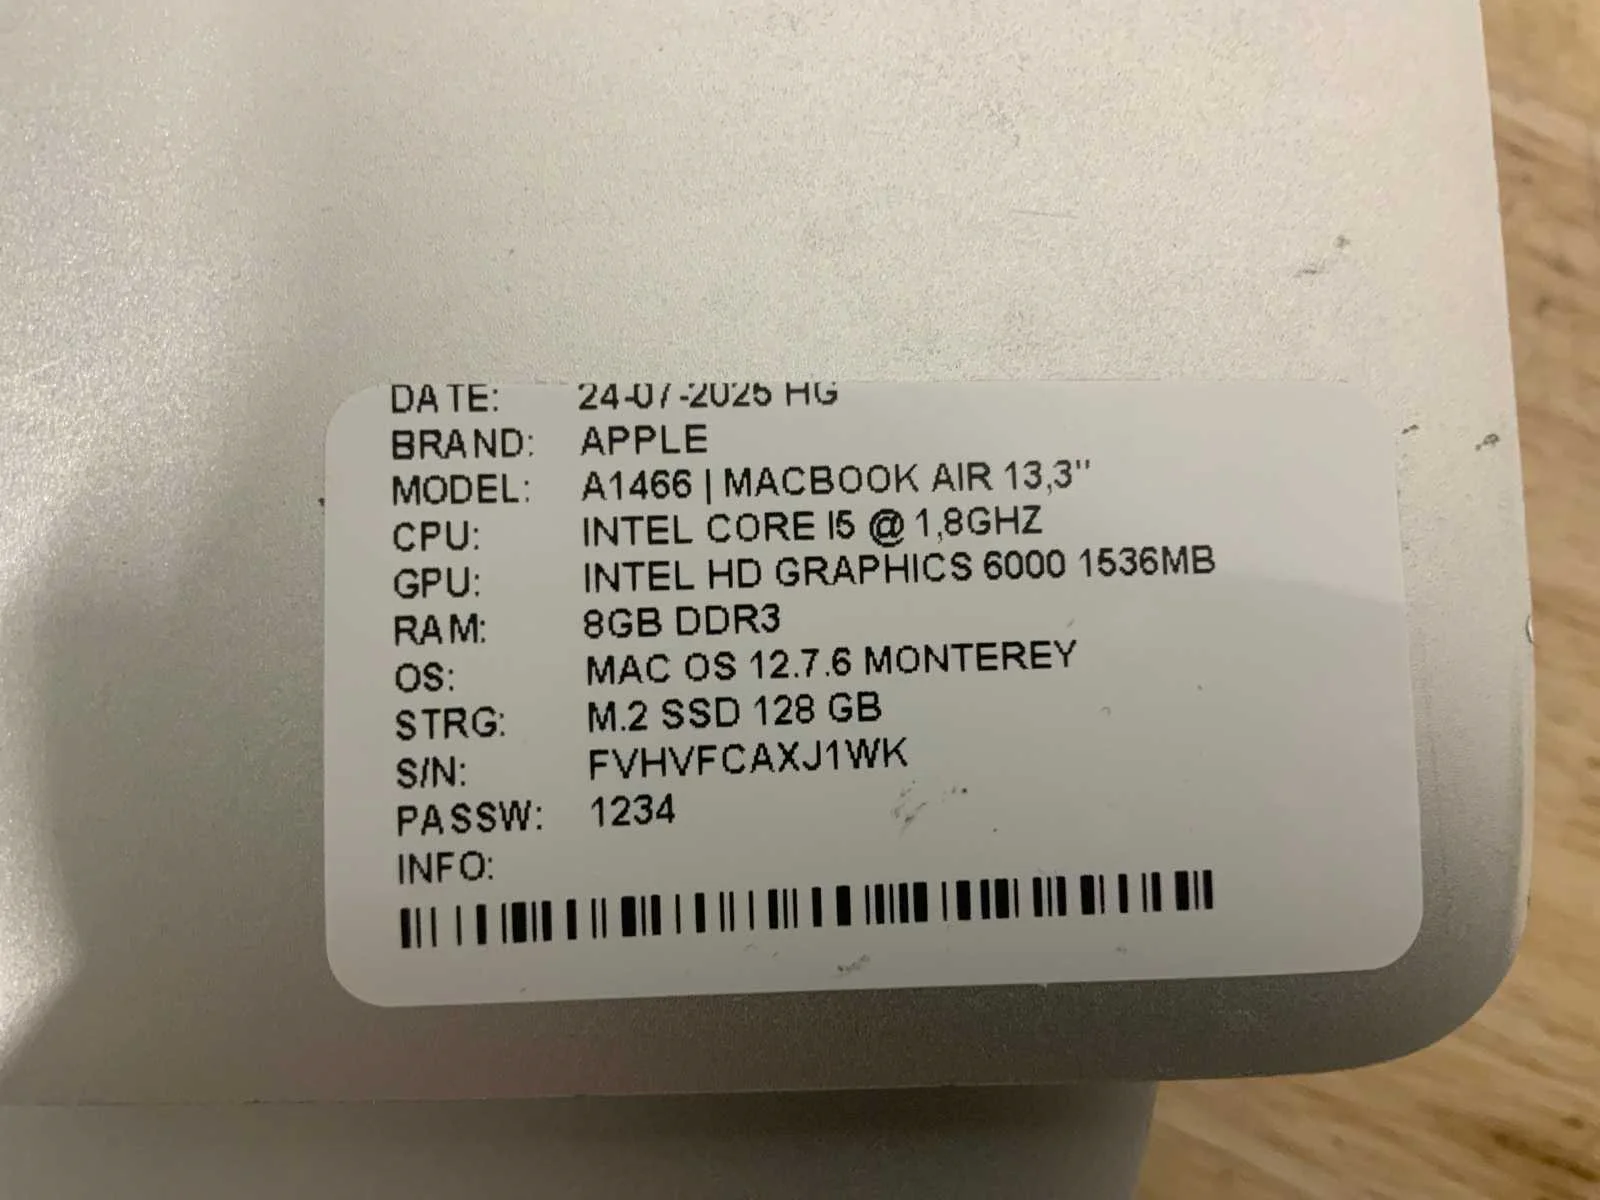 DATE: 24-07-2025 HG
BRAND: APPLE
MODEL: A1466 | MACBOOK AIR 13,3"
CPU: INTEL CORE I5 @ 1,8GHZ
GPU: INTEL HD GRAPHICS 6000 1536MB
RAM: 8GB DDR3
OS: MAC OS 12.7.6 MONTEREY
STRG: M.2 SSD 128 GB
S/N: FVHVFCAXJ1WK
PASSW: 1234
INFO: